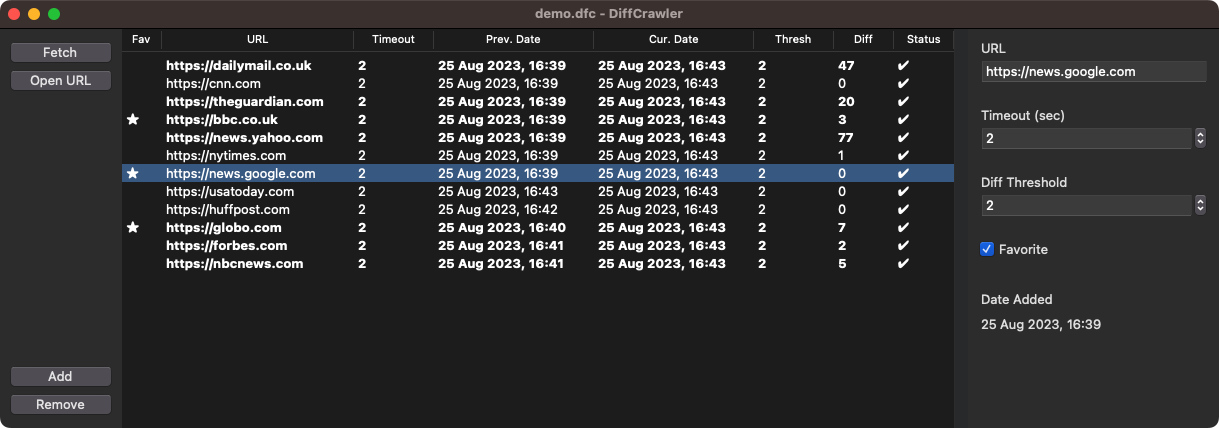 demo.dfc - DiffCrawler
Fetch
Open URL
Add
Remove
Fav URL Timeout Prev. Date Cur. Date Thresh Diff Status
https://dailymail.co.uk 2 25 Aug 2023, 16:39 25 Aug 2023, 16:43 2 47 ✔
https://cnn.com 2 25 Aug 2023, 16:39 25 Aug 2023, 16:43 2 0 ✔
https://theguardian.com 2 25 Aug 2023, 16:39 25 Aug 2023, 16:43 2 20 ✔
★ https://bbc.co.uk 2 25 Aug 2023, 16:39 25 Aug 2023, 16:43 2 3 ✔
https://news.yahoo.com 2 25 Aug 2023, 16:39 25 Aug 2023, 16:43 2 77 ✔
https://nytimes.com 2 25 Aug 2023, 16:39 25 Aug 2023, 16:43 2 1 ✔
★ https://news.google.com 2 25 Aug 2023, 16:39 25 Aug 2023, 16:43 2 0 ✔
https://usatoday.com 2 25 Aug 2023, 16:43 25 Aug 2023, 16:43 2 0 ✔
https://huffpost.com 2 25 Aug 2023, 16:42 25 Aug 2023, 16:43 2 0 ✔
★ https://globo.com 2 25 Aug 2023, 16:40 25 Aug 2023, 16:43 2 7 ✔
https://forbes.com 2 25 Aug 2023, 16:41 25 Aug 2023, 16:43 2 2 ✔
https://nbcnews.com 2 25 Aug 2023, 16:41 25 Aug 2023, 16:43 2 5 ✔
URL
https://news.google.com
Timeout (sec)
2
Diff Threshold
2
Favorite
Date Added
25 Aug 2023, 16:39